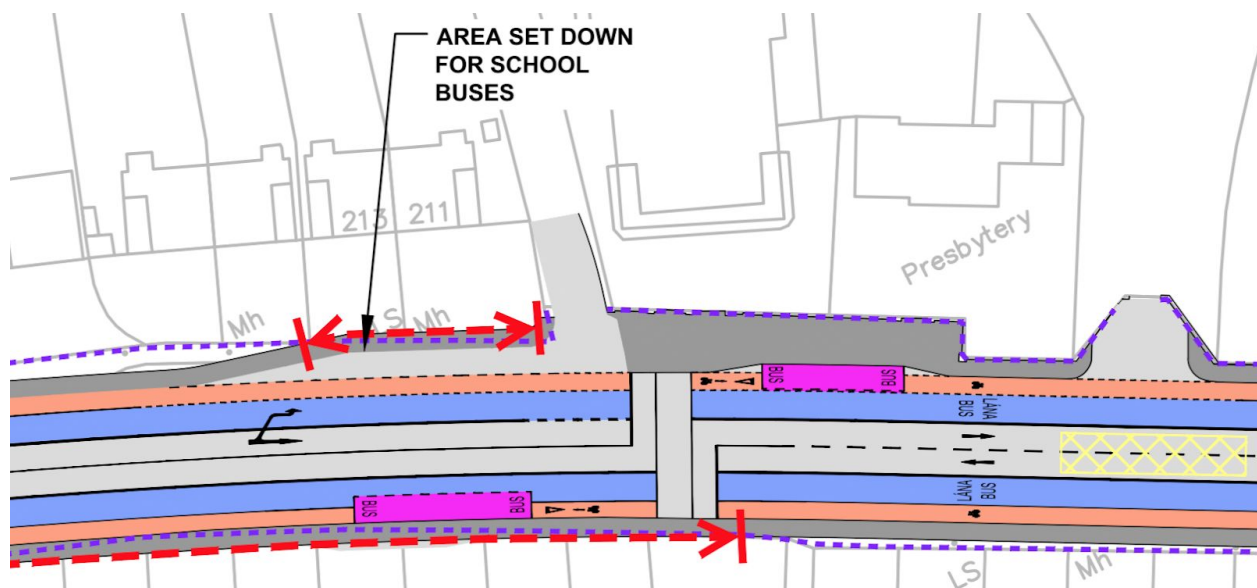 AREA SET DOWN
FOR SCHOOL
BUSES
213 211
Presbytery
Mh
LS
Mh
BUS
BUS
LÁNA
BUS
BUS
BUS
LÁNA
BUS
LS
Mh